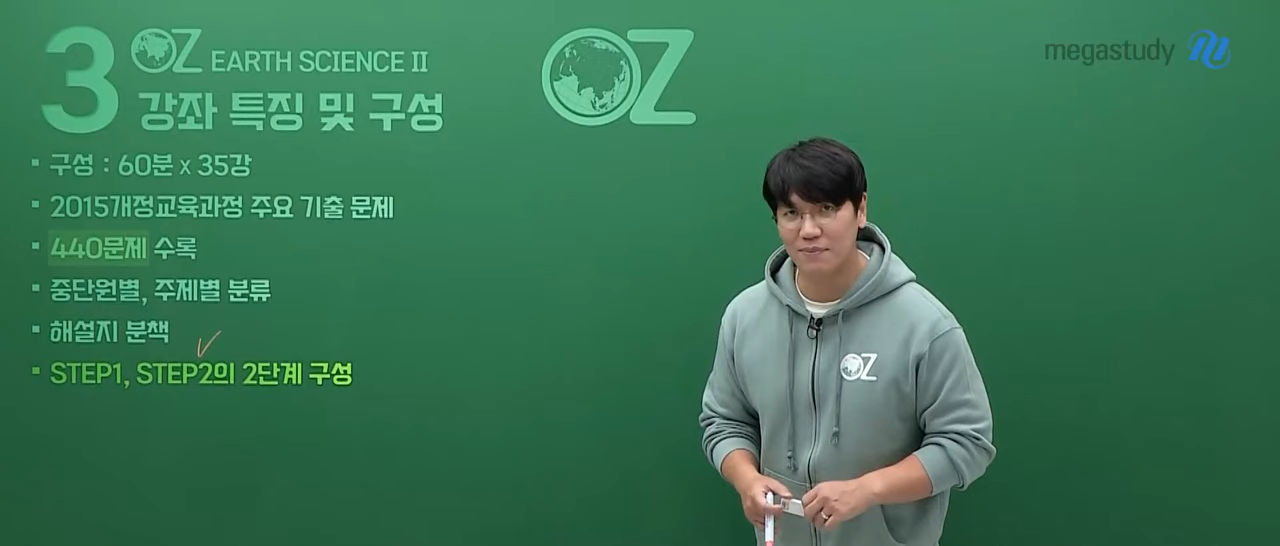 3
OZ EARTH SCIENCE II
강좌 특징 및 구성
OZ
megastudy
구성 : 60분 x 35강
2015개정교육과정 주요 기출 문제
440문제 수록
중단원별, 주제별 분류
해설지 분책
STEP1, STEP2의 2단계 구성
OZ